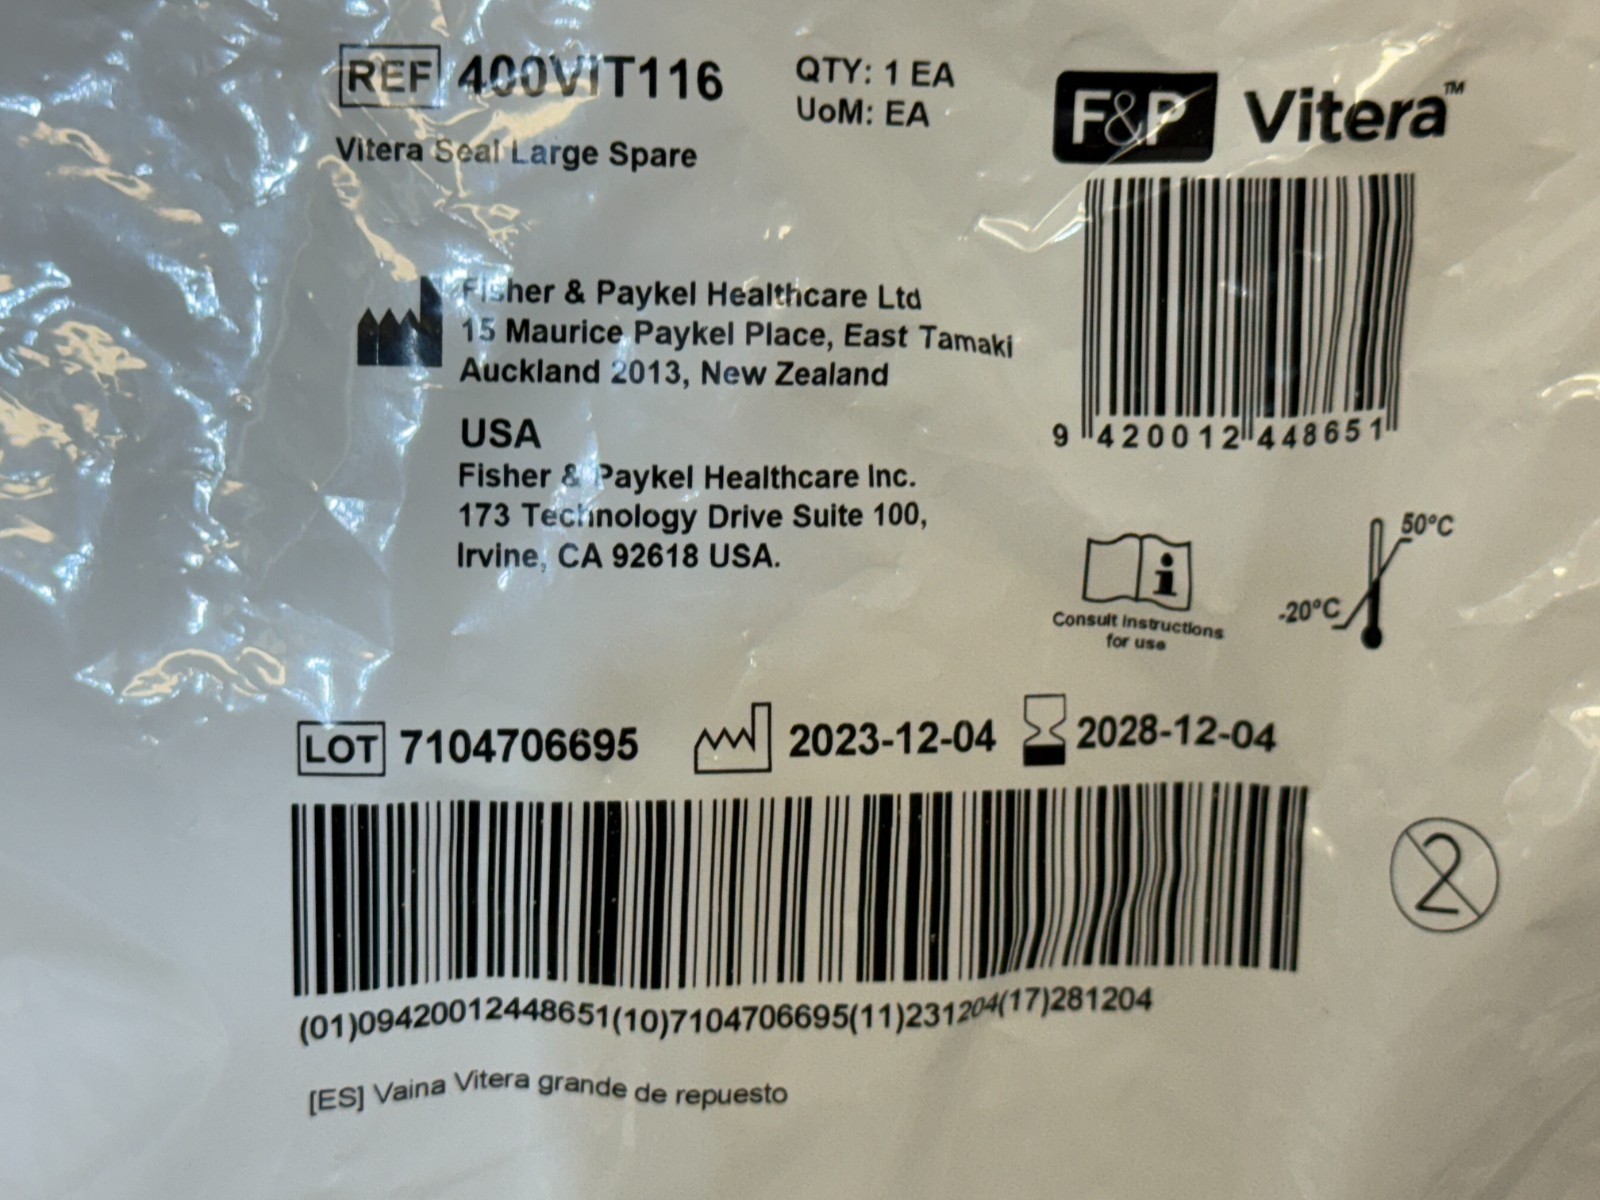 REF 400VIT116
QTY: 1 EA
UoM: EA
Vitera Seal Large Spare
F&P Vitera™
Fisher & Paykel Healthcare Ltd
15 Maurice Paykel Place, East Tamaki
Auckland 2013, New Zealand
9 420012 448651
USA
Fisher & Paykel Healthcare Inc.
173 Technology Drive Suite 100,
Irvine, CA 92618 USA.
i
Consult instructions
for use
50°C
-20°C
LOT 7104706695 2023-12-04 2028-12-04
2
(01)09420012448651(10)7104706695(11)231204(17)281204
[ES] Vaina Vitera grande de repuesto